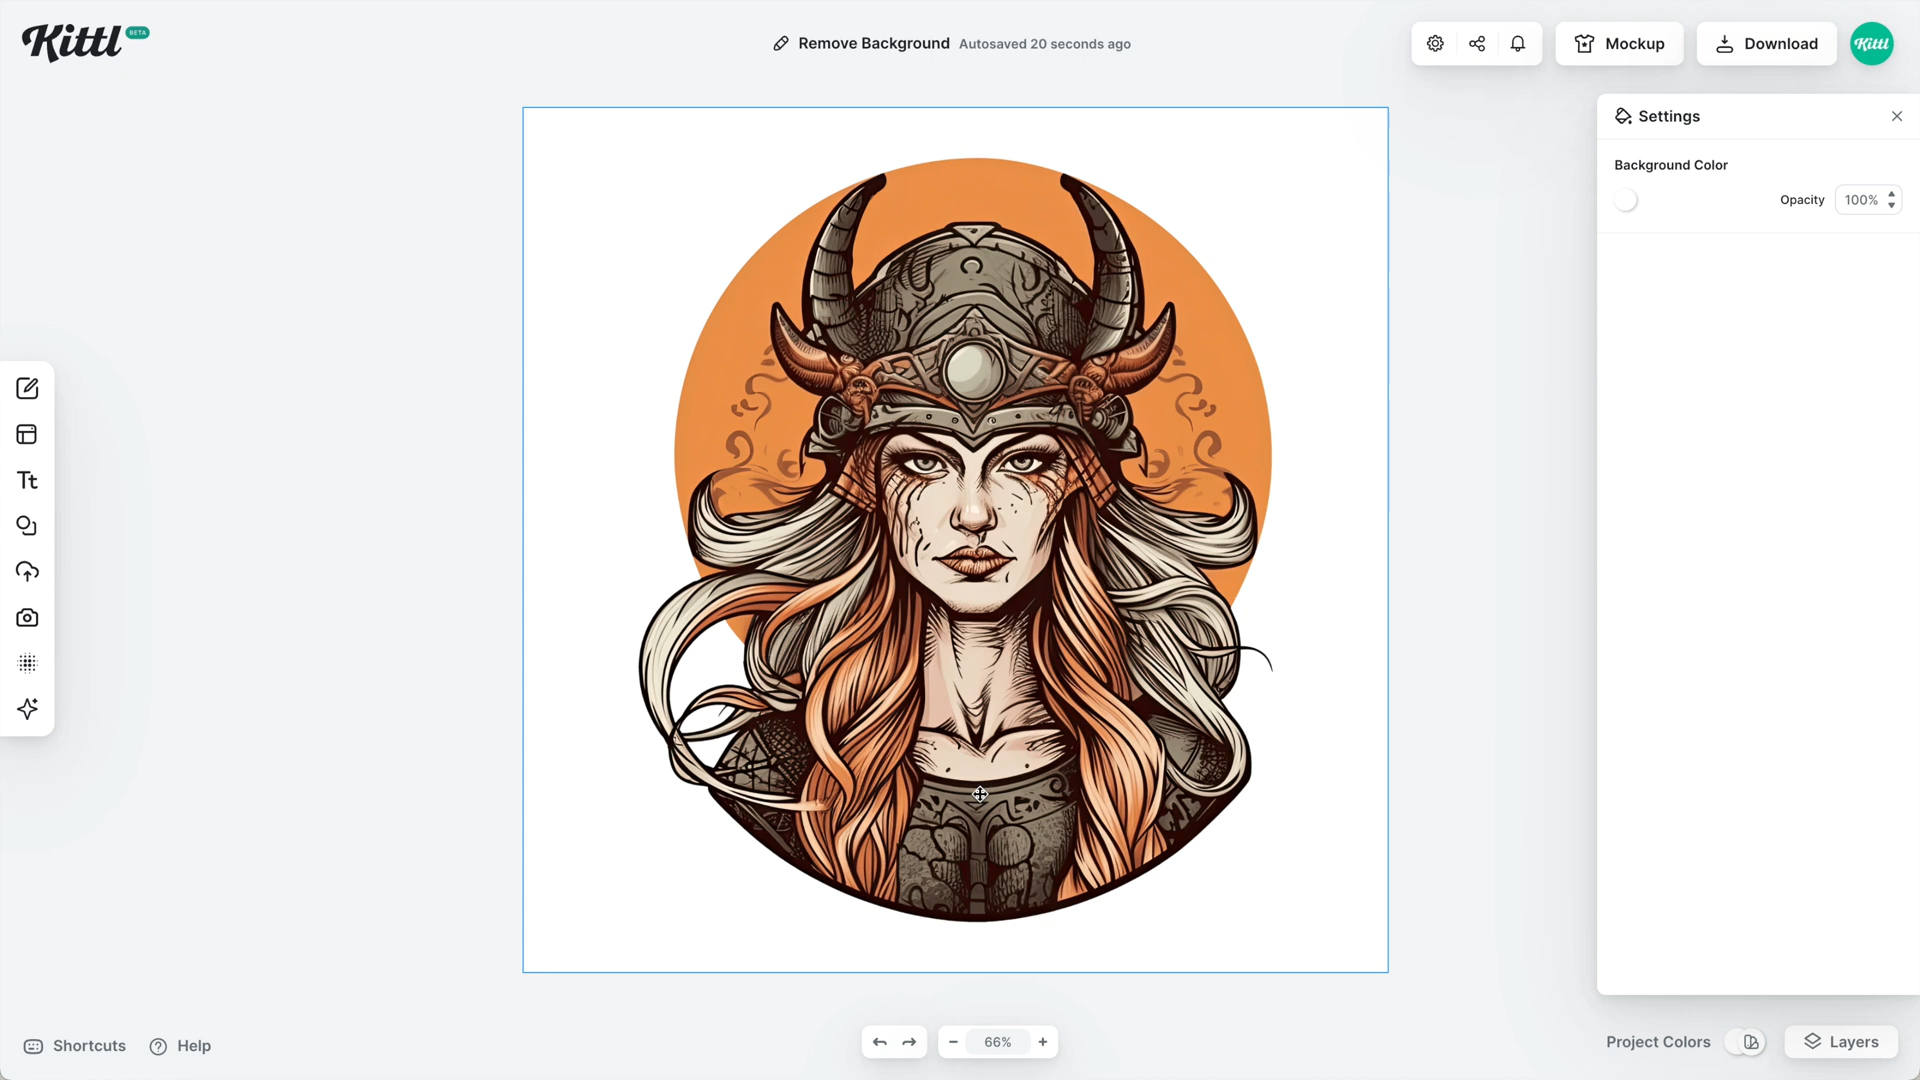 Kittl BETA
Remove Background Autosaved 20 seconds ago
Mockup
Download
Kittl
Settings
Background Color
Opacity 100%
Tt
Shortcuts
Help
66%
Project Colors
Layers